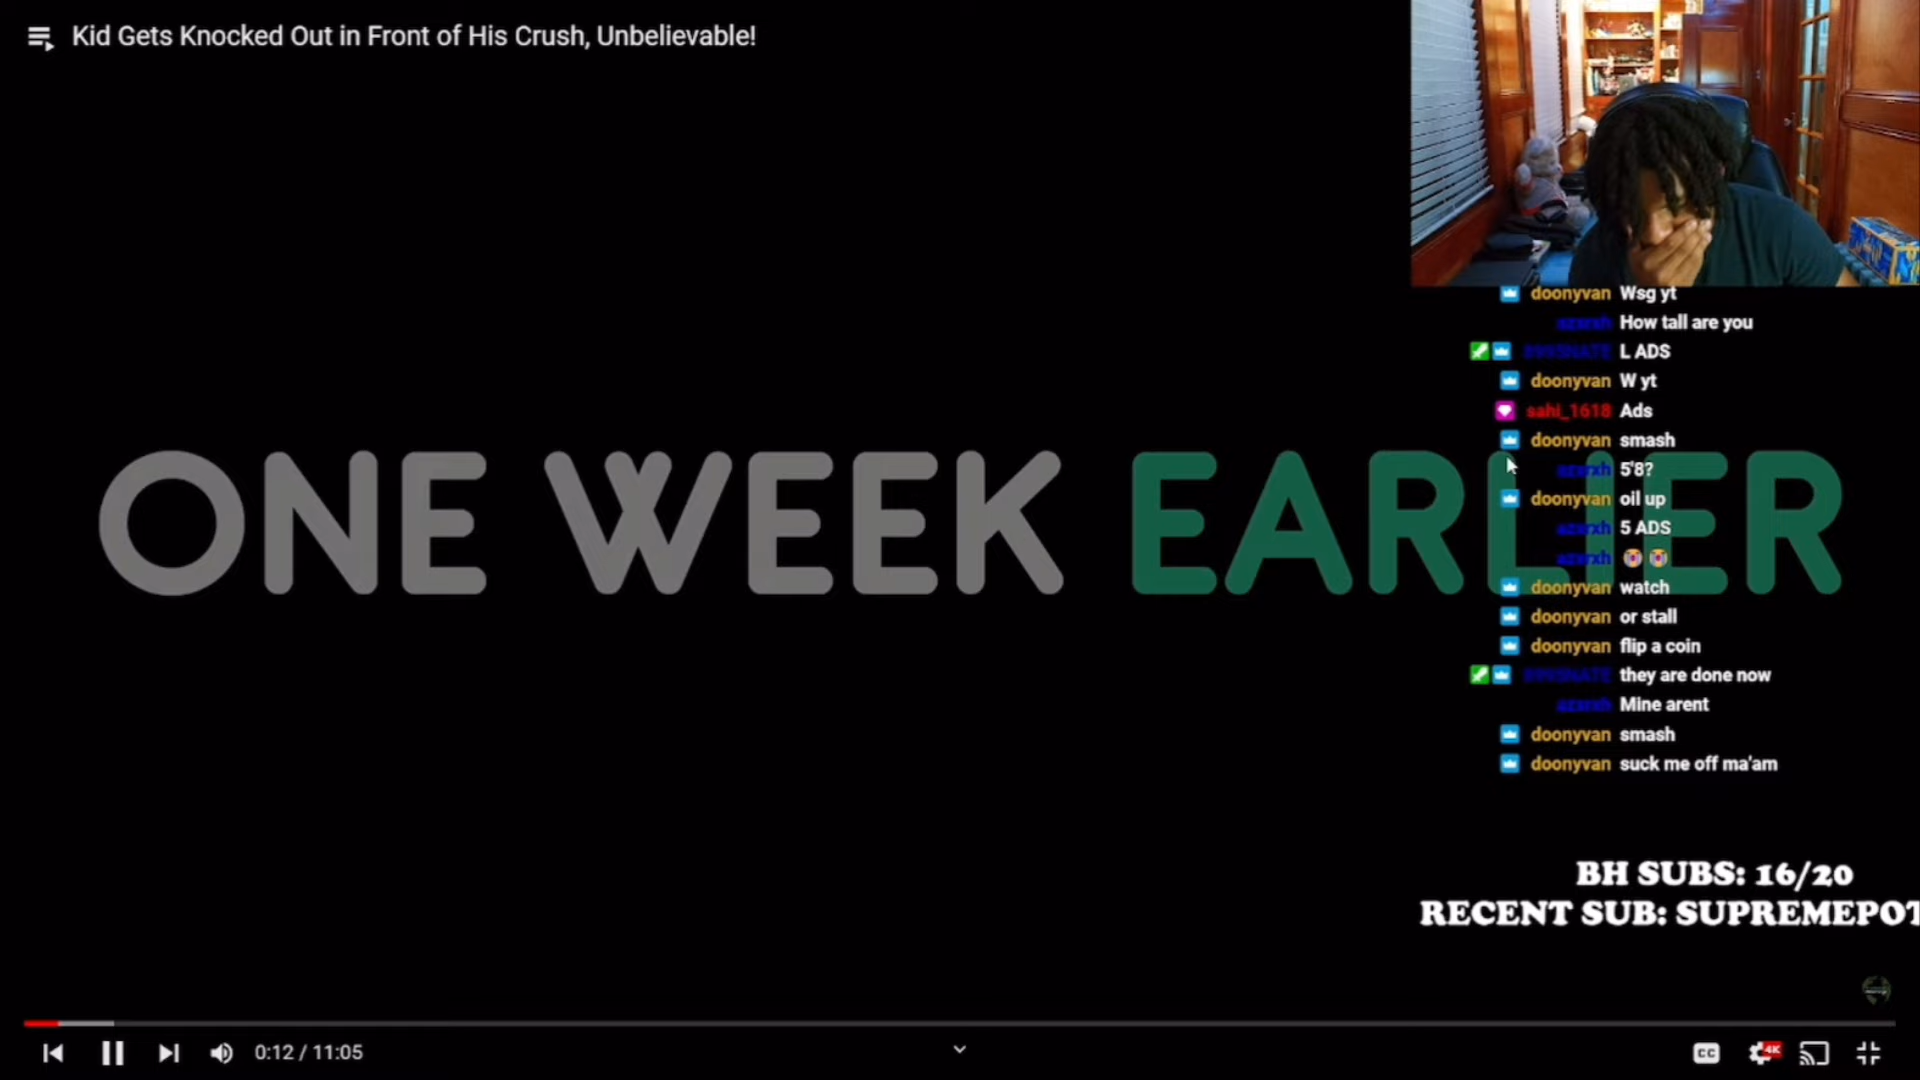 Kid Gets Knocked Out in Front of His Crush, Unbelievable!
doonyvan Wsg yt
How tall are you
L ADS
doonyvan W yt
sahi_1618 Ads
doonyvan smash
5'8?
doonyvan oil up
5 ADS
😭 😭
doonyvan watch
doonyvan or stall
doonyvan flip a coin
they are done now
Mine arent
doonyvan smash
doonyvan suck me off ma'am
ONE WEEK EARLIER
BH SUBS: 16/20
RECENT SUB: SUPREMEPOT
0:12 / 11:05
CC
4K